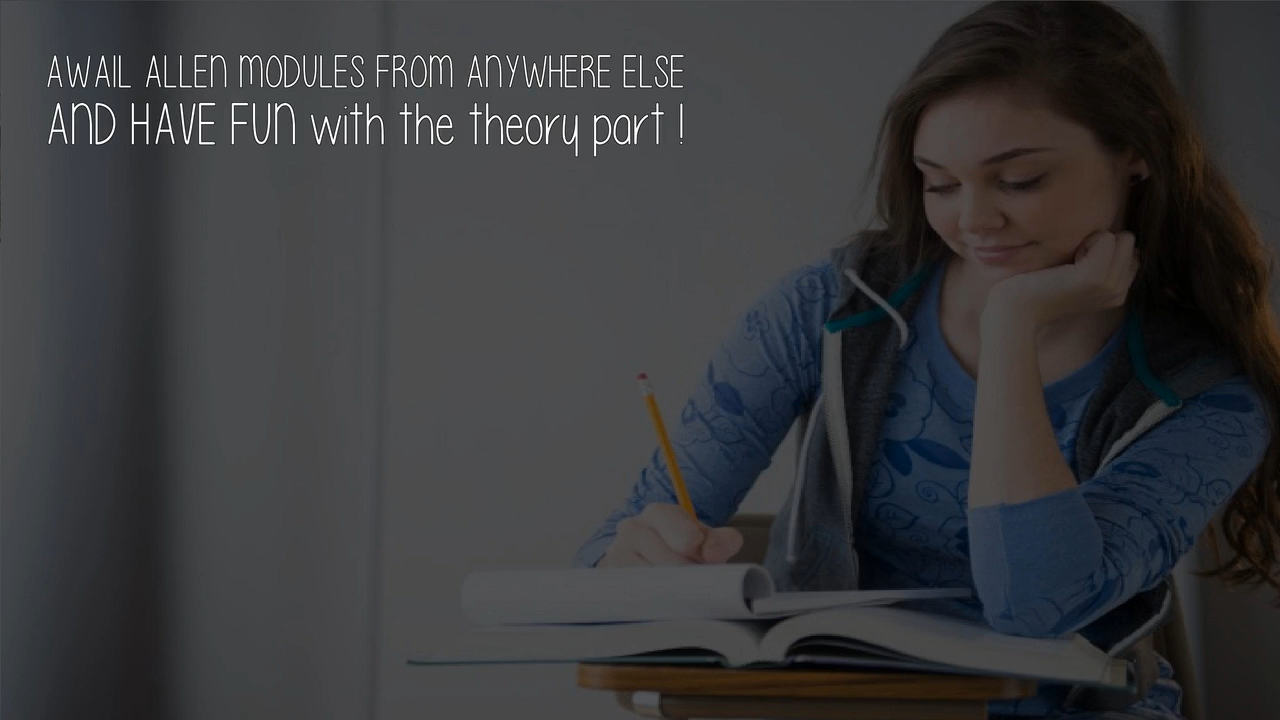 AWAIL ALLEN MODULES FROM ANYWHERE ELSE
AND HAVE FUN with the theory part !